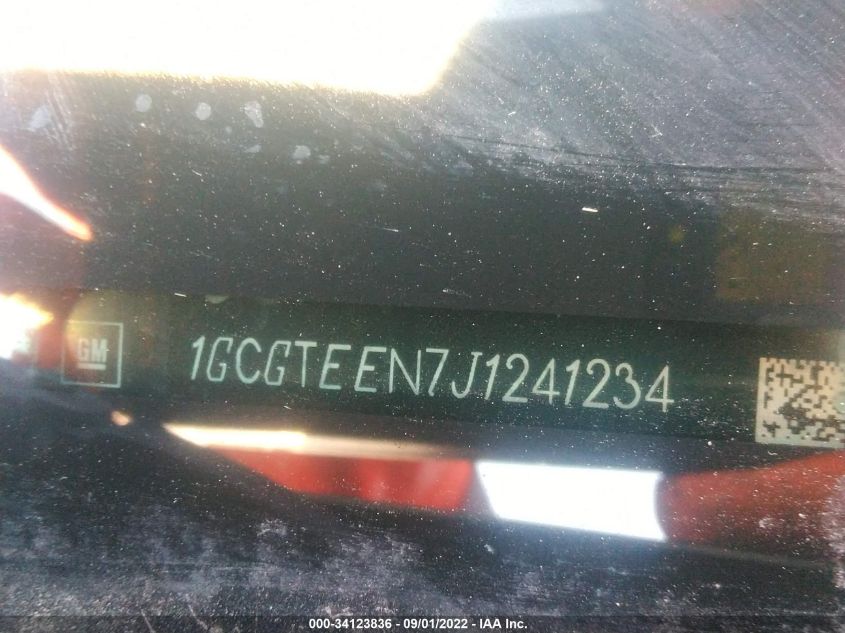 GM
1GCGTEEN7J1241234
000-34123836 - 09/01/2022 - IAA Inc.